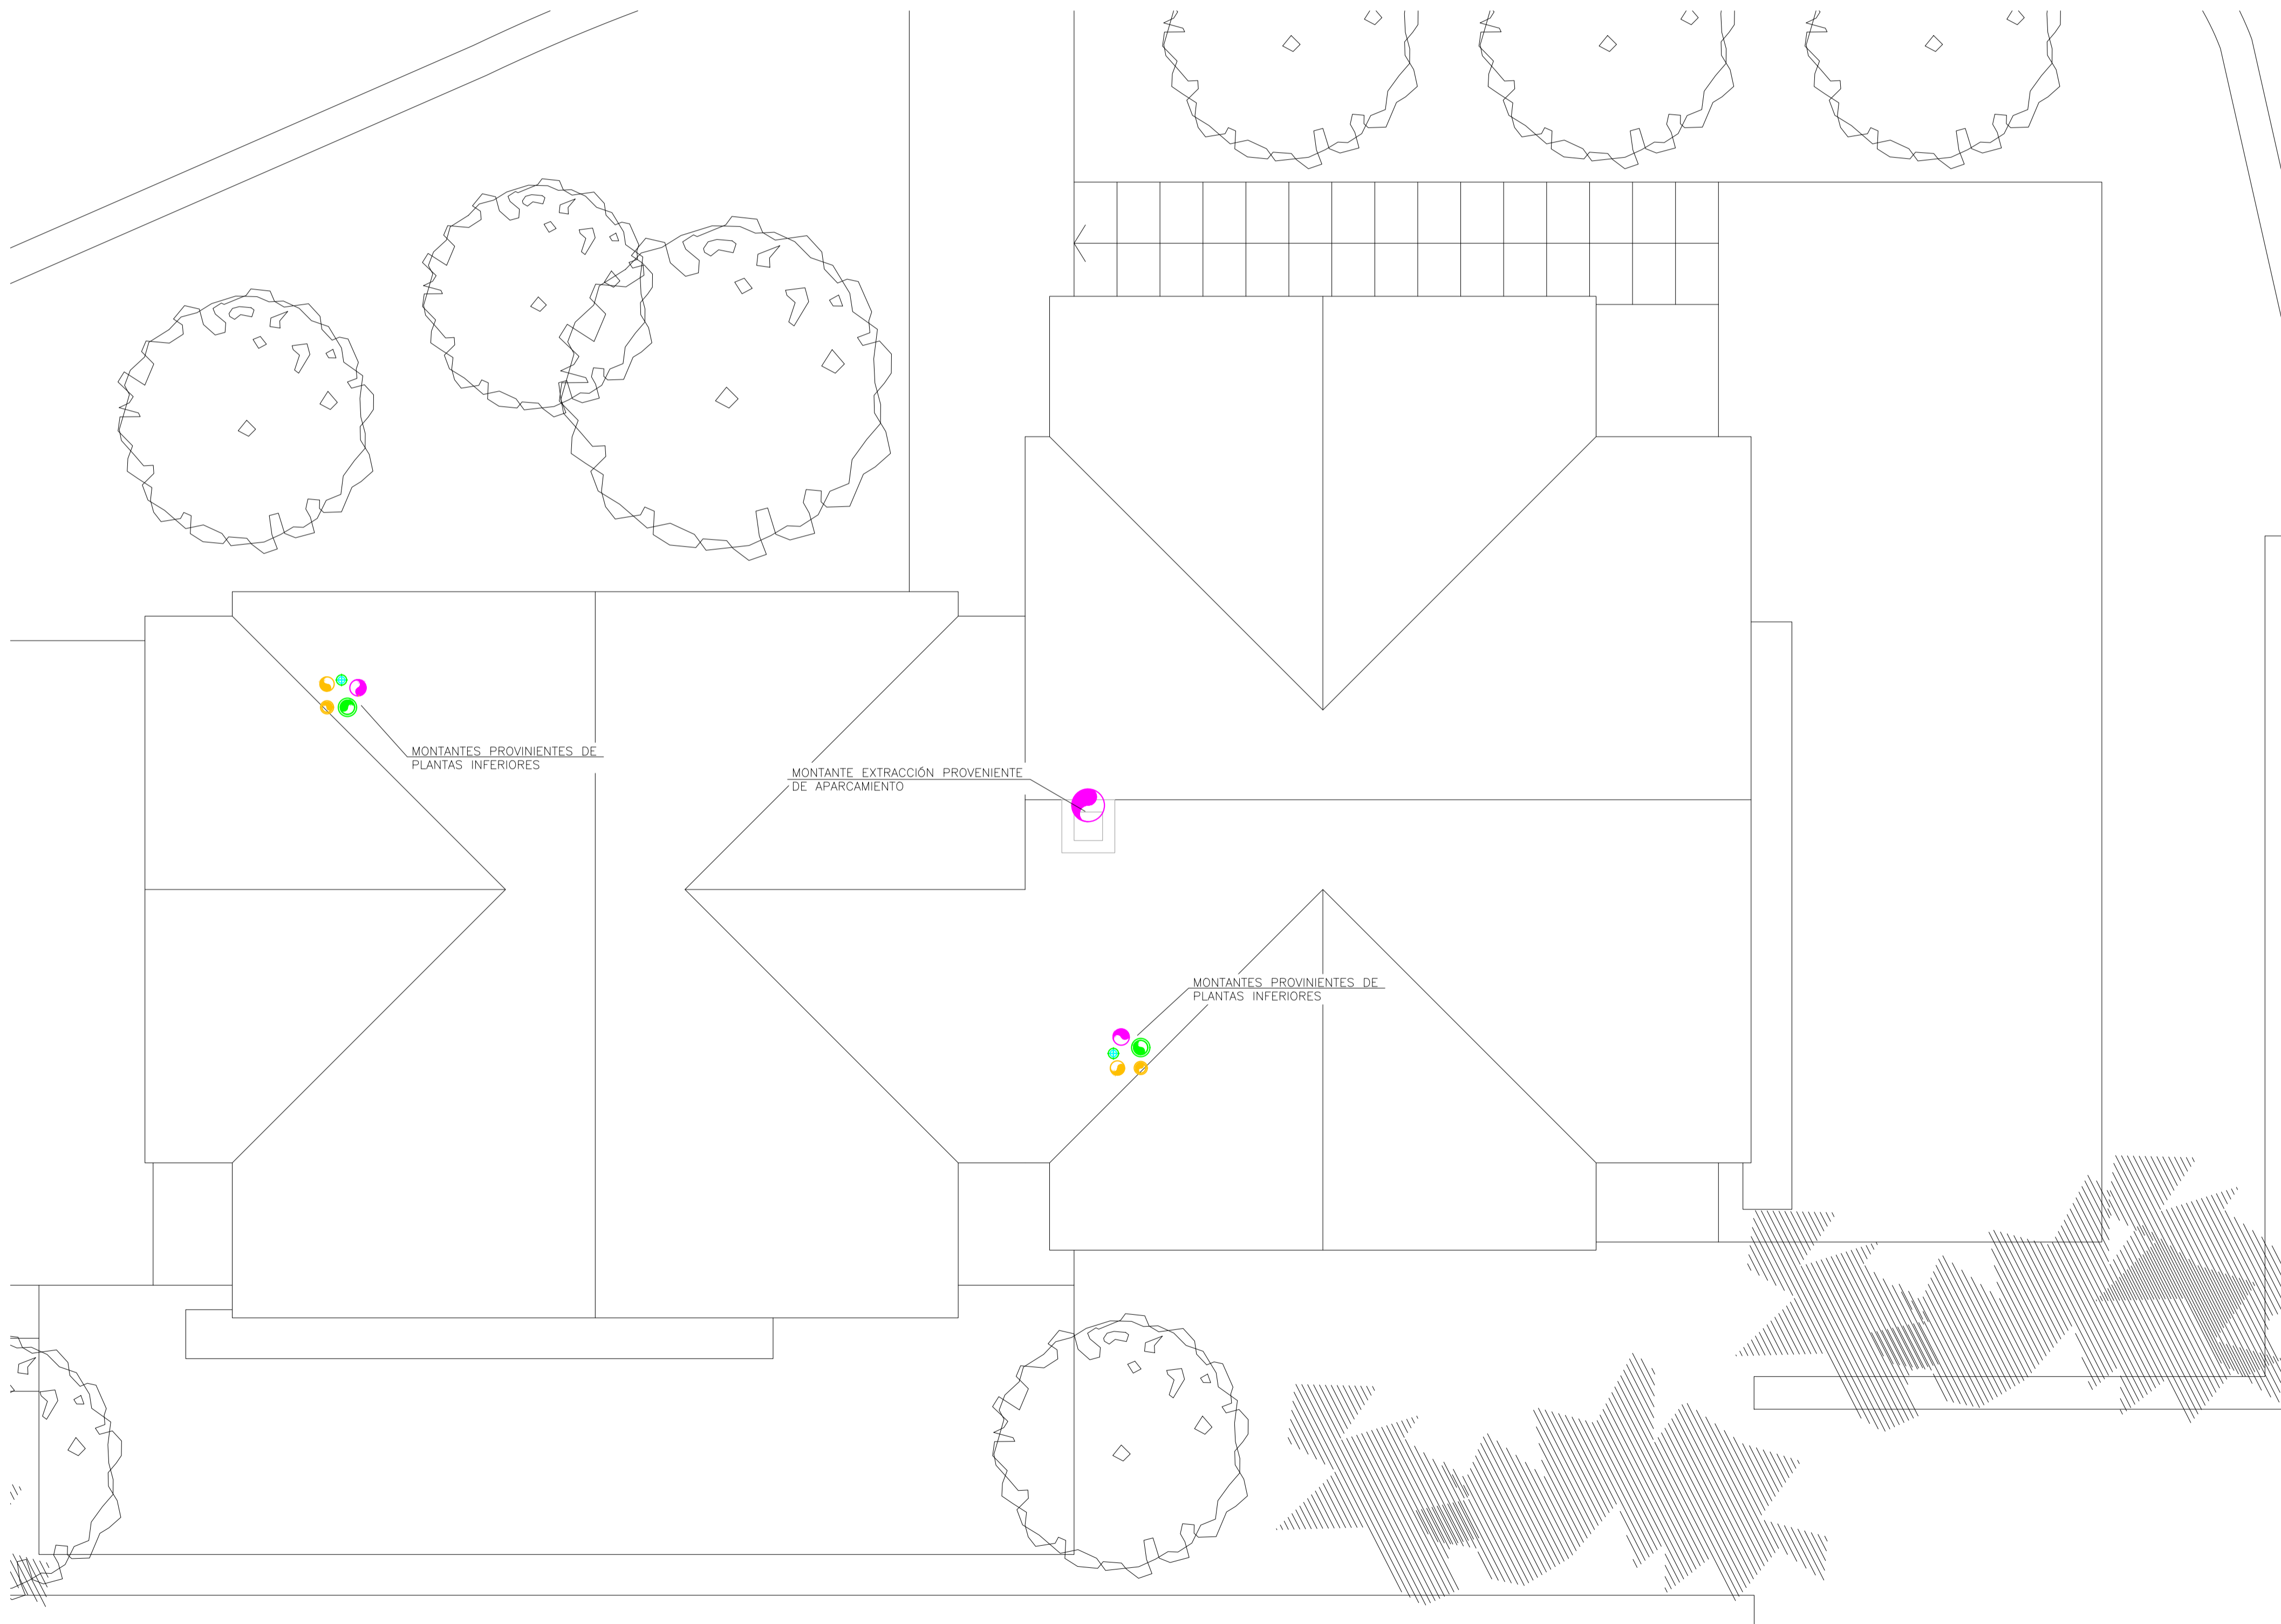 MONTANTES PROVINIENTES DE
PLANTAS INFERIORES
MONTANTE EXTRACCIÓN PROVENIENTE
DE APARCAMIENTO
MONTANTES PROVINIENTES DE
PLANTAS INFERIORES